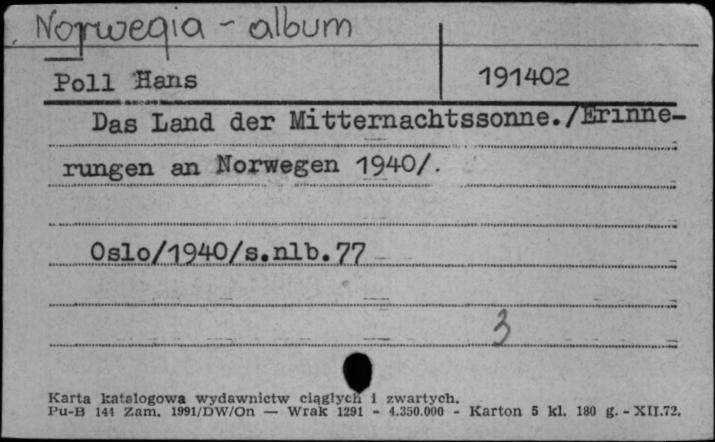 Norwegia - album
Poll Hans 191402
Das Land der Mitternachtssonne./Erinne-
rungen an Norwegen 1940/.
Oslo/1940/s.nlb.77
3
Karta katalogowa wydawnictw ciągłych i zwartych.
Pu-B 144 Zam. 1991/DW/On — Wrak 1291 - 4.350.000 - Karton 5 kl. 180 g. - XII.72.